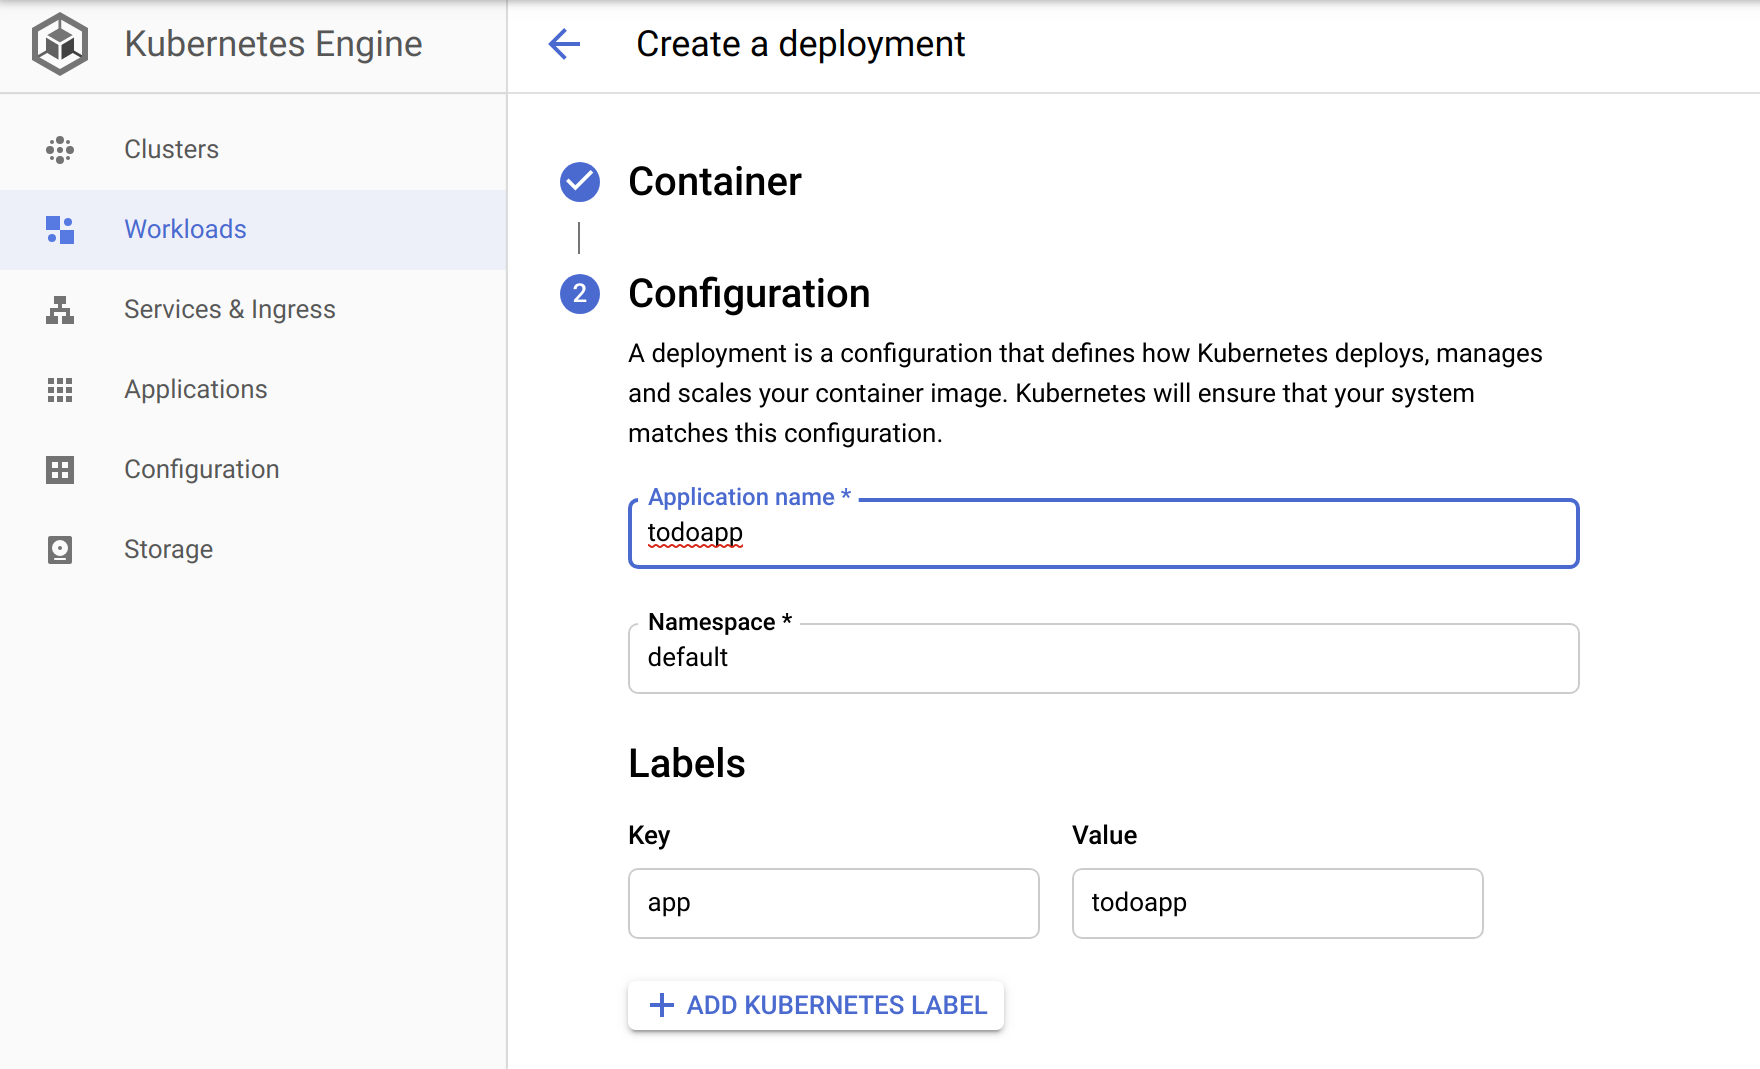 Kubernetes Engine
Create a deployment
Clusters
Workloads
Services & Ingress
Applications
Configuration
Storage
Container
2 Configuration
A deployment is a configuration that defines how Kubernetes deploys, manages
and scales your container image. Kubernetes will ensure that your system
matches this configuration.
Application name *
todoapp
Namespace *
default
Labels
Key Value
app todoapp
ADD KUBERNETES LABEL